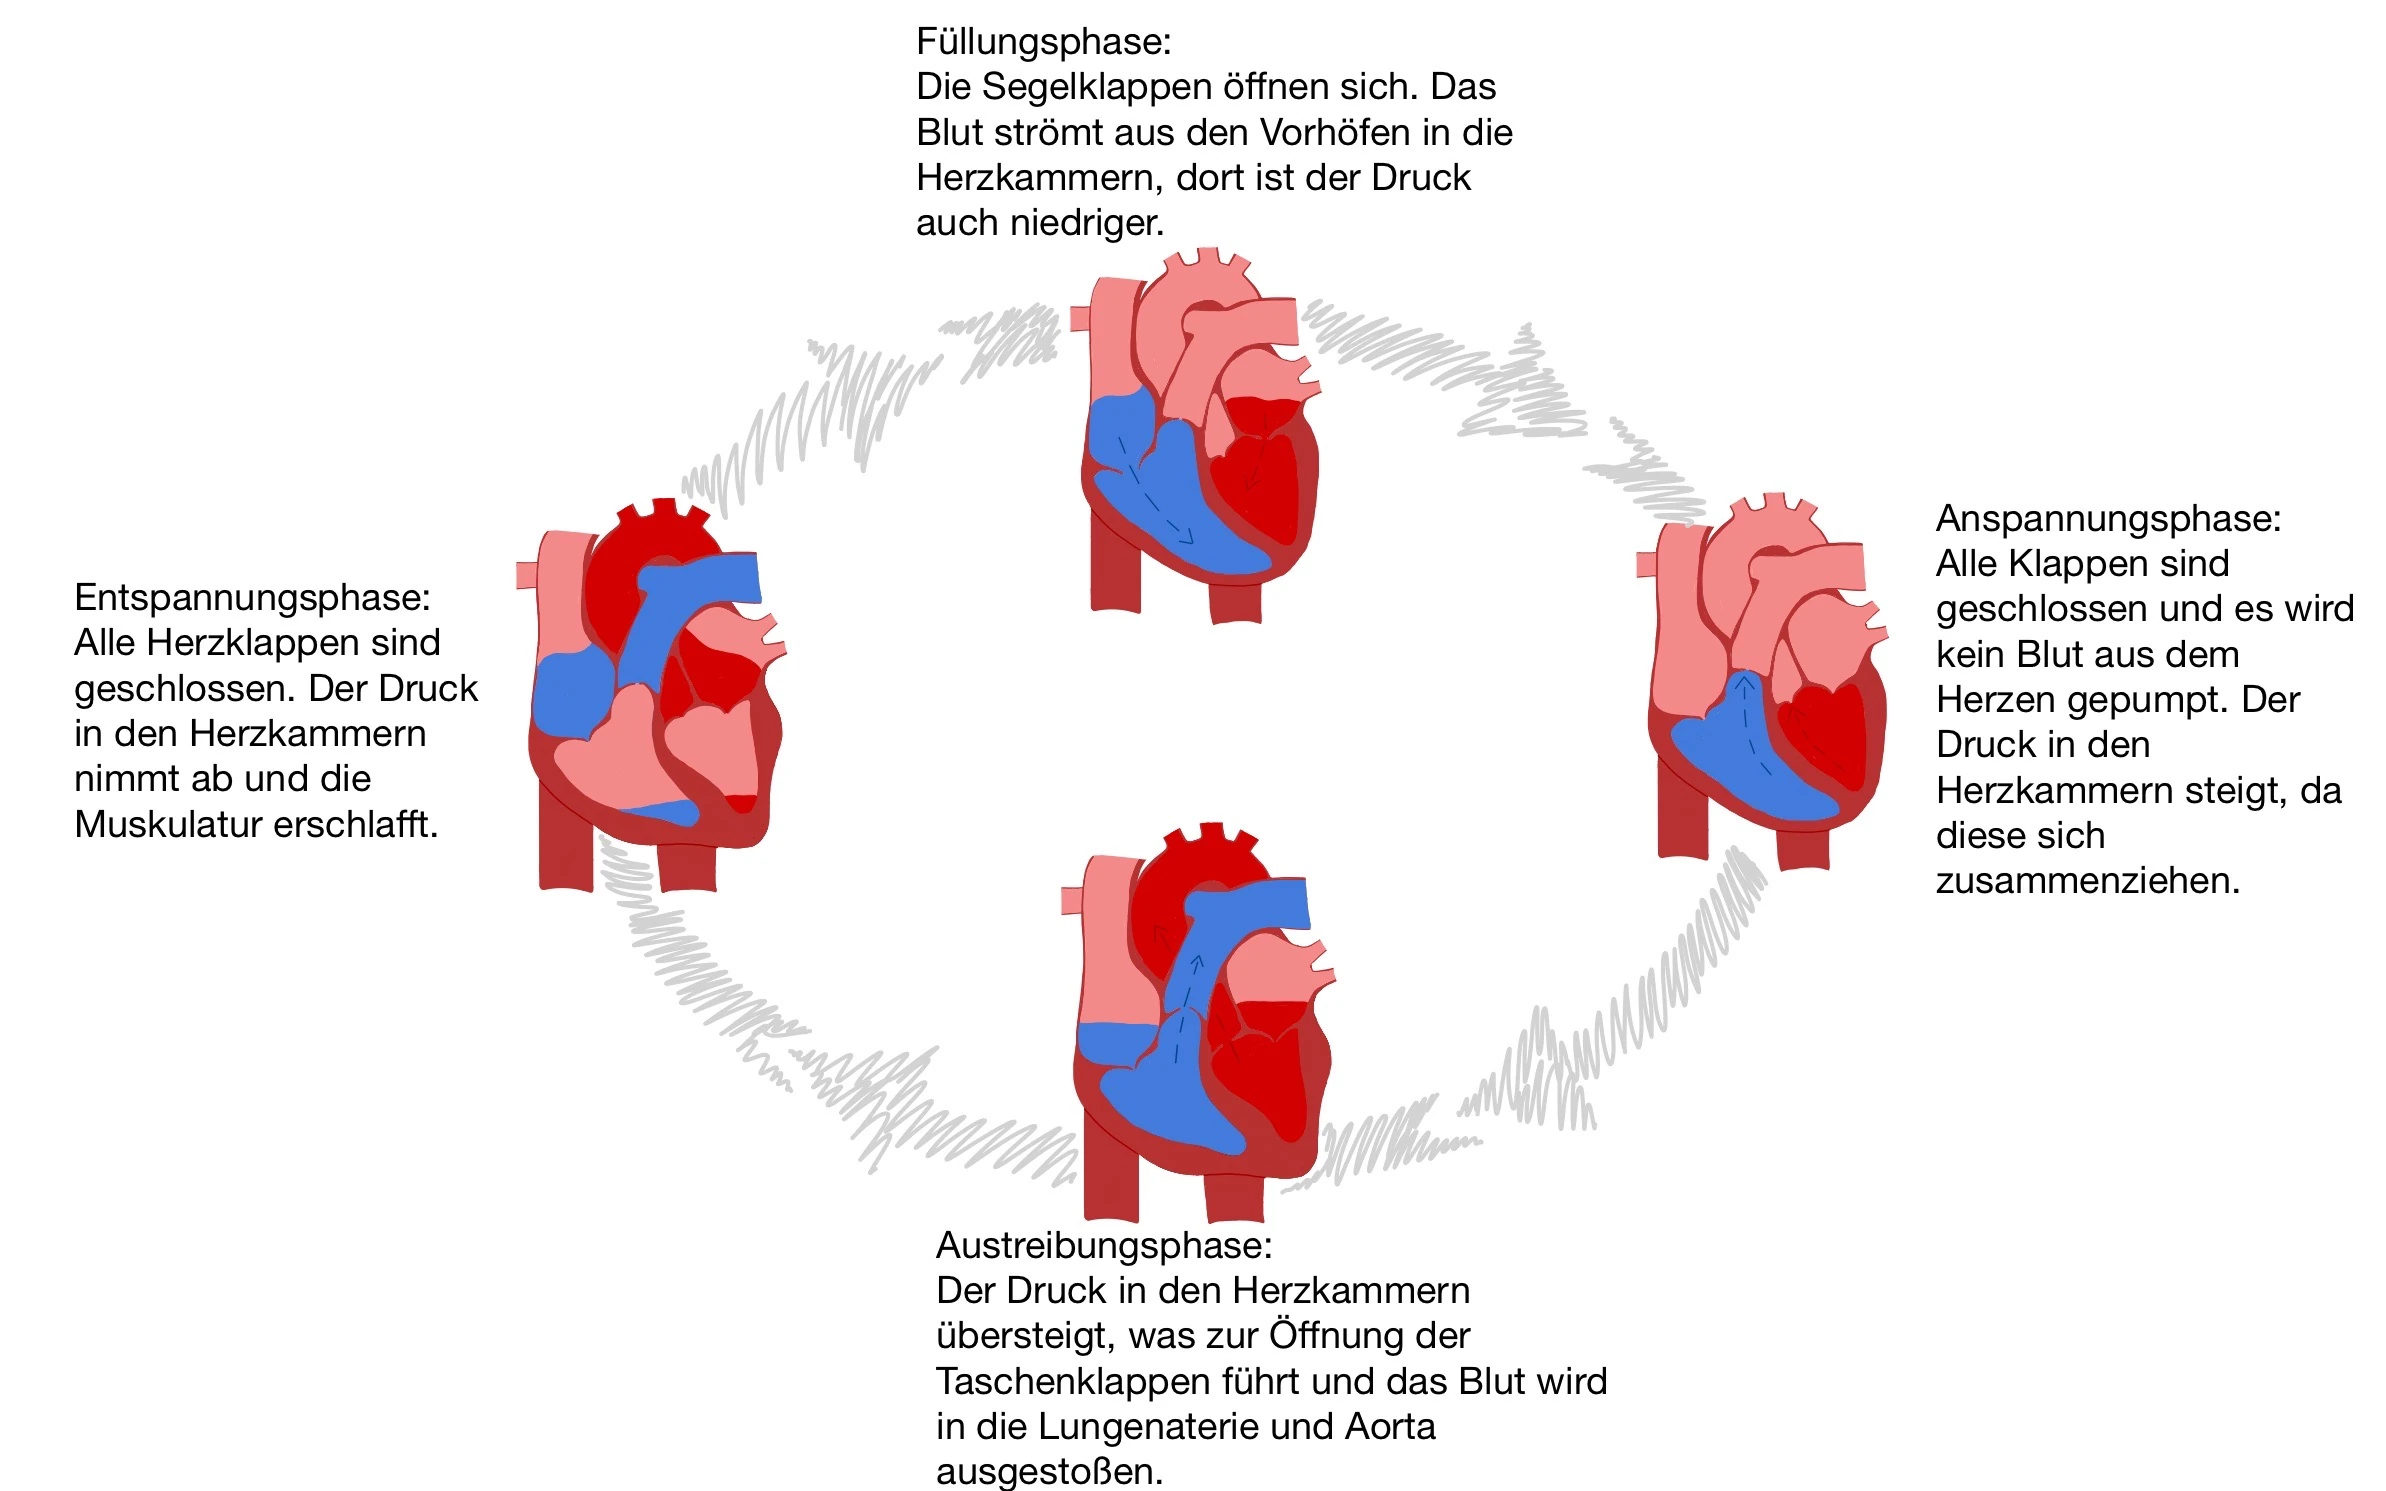 Füllungsphase:
Die Segelklappen öffnen sich. Das
Blut strömt aus den Vorhöfen in die
Herzkammern, dort ist der Druck
auch niedriger.
Anspannungsphase:
Alle Klappen sind
geschlossen und es wird
kein Blut aus dem
Herzen gepumpt. Der
Druck in den
Herzkammern steigt, da
diese sich
zusammenziehen.
Austreibungsphase:
Der Druck in den Herzkammern
übersteigt, was zur Öffnung der
Taschenklappen führt und das Blut wird
in die Lungenaterie und Aorta
ausgestoßen.
Entspannungsphase:
Alle Herzklappen sind
geschlossen. Der Druck
in den Herzkammern
nimmt ab und die
Muskulatur erschlafft.